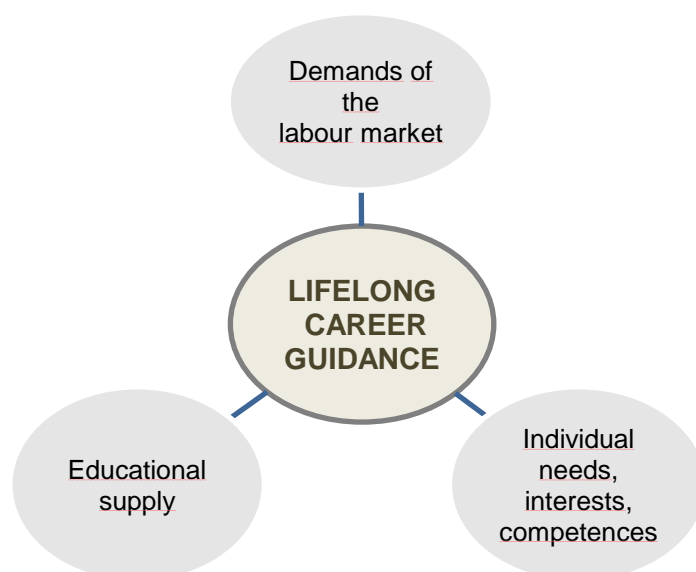 Demands of
the
labour market
LIFELONG
CAREER
GUIDANCE
Educational
supply
Individual
needs,
interests,
competences